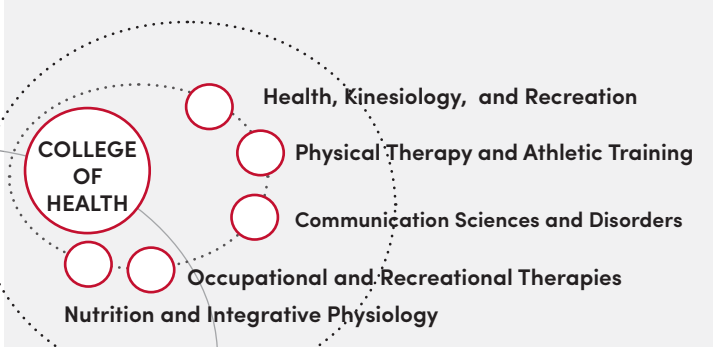 COLLEGE
OF
HEALTH
Health, Kinesiology, and Recreation
Physical Therapy and Athletic Training
Communication Sciences and Disorders
Occupational and Recreational Therapies
Nutrition and Integrative Physiology